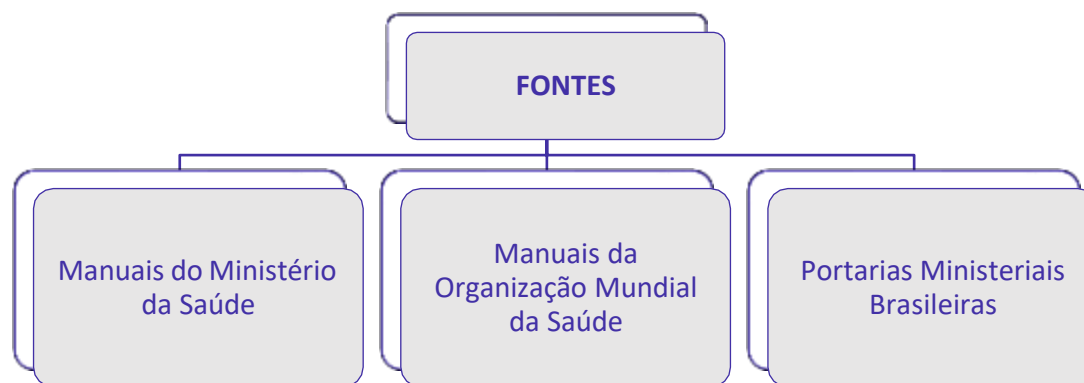 FONTES
Manuais do Ministério
da Saúde
Manuais da
Organização Mundial
da Saúde
Portarias Ministeriais
Brasileiras